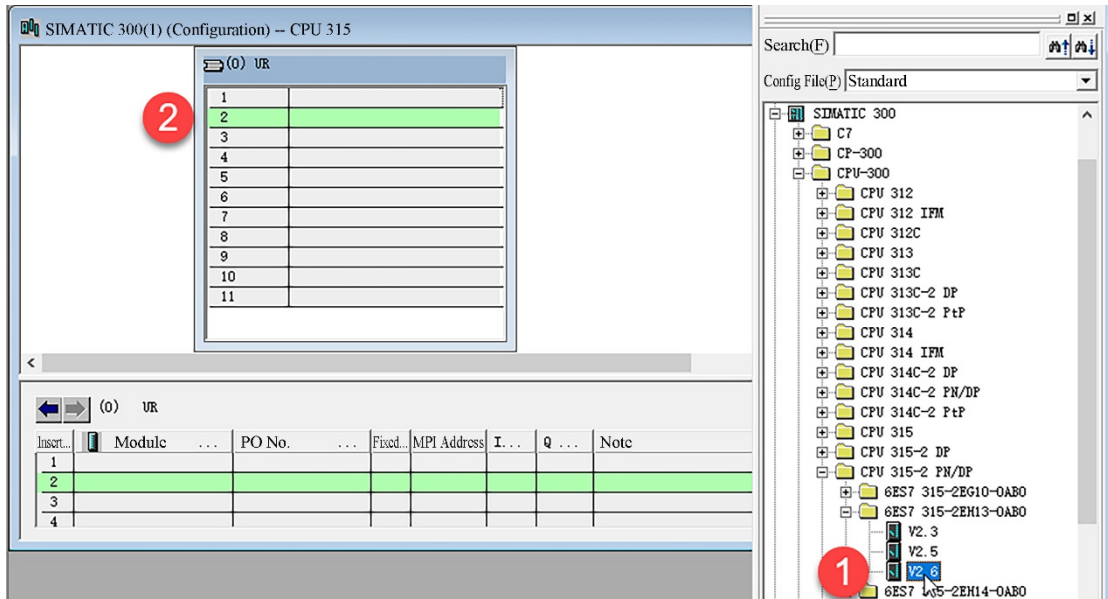 SIMATIC 300(1) (Configuration) -- CPU 315
(0) UR
1
2
3
4
5
6
7
8
9
10
11
2
(0) UR
Insert... Module ... PO No. ... Fixed... MPI Address I... Q ... Note
1
2
3
4
Search(F)
Config File(P) Standard
SIMATIC 300
C7
CP-300
CPU-300
CPU 312
CPU 312 IFM
CPU 312C
CPU 313
CPU 313C
CPU 313C-2 DP
CPU 313C-2 PtP
CPU 314
CPU 314 IFM
CPU 314C-2 DP
CPU 314C-2 PN/DP
CPU 314C-2 PtP
CPU 315
CPU 315-2 DP
CPU 315-2 PN/DP
6ES7 315-2EG10-0AB0
6ES7 315-2EH13-0AB0
V2.3
V2.5
1
V2.6
6ES7 315-2EH14-0AB0